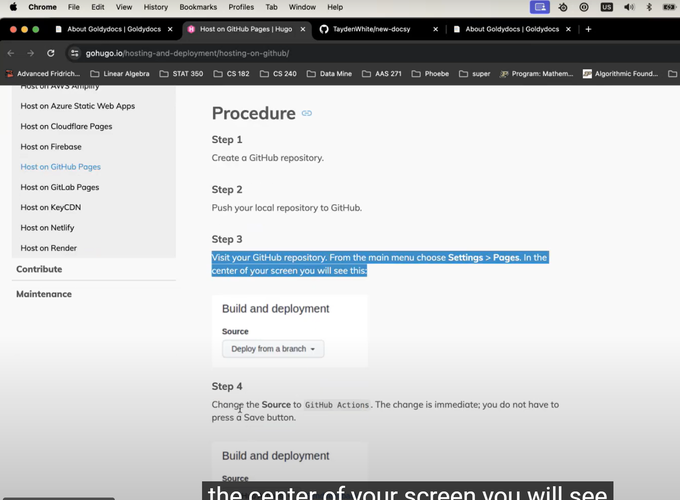 Chrome File Edit View History Bookmarks Profiles Tab Window Help US
About Goldydocs | Goldydocs × Host on GitHub Pages | Hugo × TaydenWhite/new-docsy × About Goldydocs | Goldydocs ×
gohugo.io/hosting-and-deployment/hosting-on-github/
Advanced Fridrich... Linear Algebra STAT 350 CS 182 CS 240 Data Mine AAS 271 Phoebe super Program: Mathem... Algorithmic Found...
Host on AWS Amplify
Host on Azure Static Web Apps
Host on Cloudflare Pages
Host on Firebase
Host on GitHub Pages
Host on GitLab Pages
Host on KeyCDN
Host on Netlify
Host on Render
Contribute
Maintenance
Procedure
Step 1
Create a GitHub repository.
Step 2
Push your local repository to GitHub.
Step 3
Visit your GitHub repository. From the main menu choose Settings > Pages. In the
center of your screen you will see this:
Build and deployment
Source
Deploy from a branch
Step 4
Change the Source to GitHub Actions. The change is immediate; you do not have to
press a Save button.
Build and deployment
Source
the center of your screen you will see